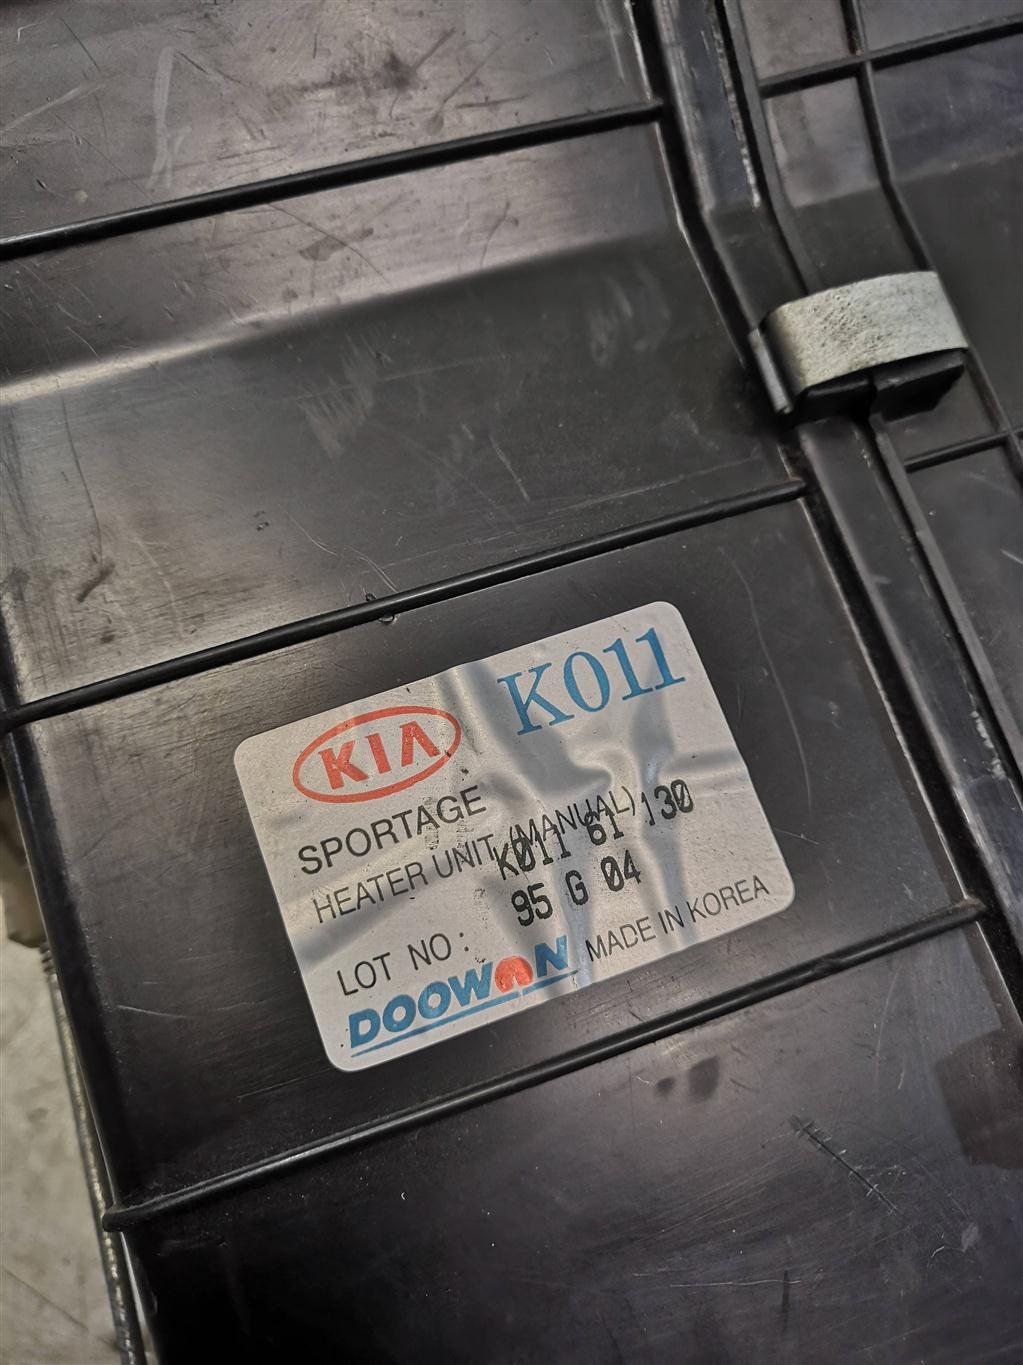 KIA K011
SPORTAGE
HEATER UNIT (MANUAL)
K011 61 130
LOT NO : 95 G 04
DOOWON MADE IN KOREA